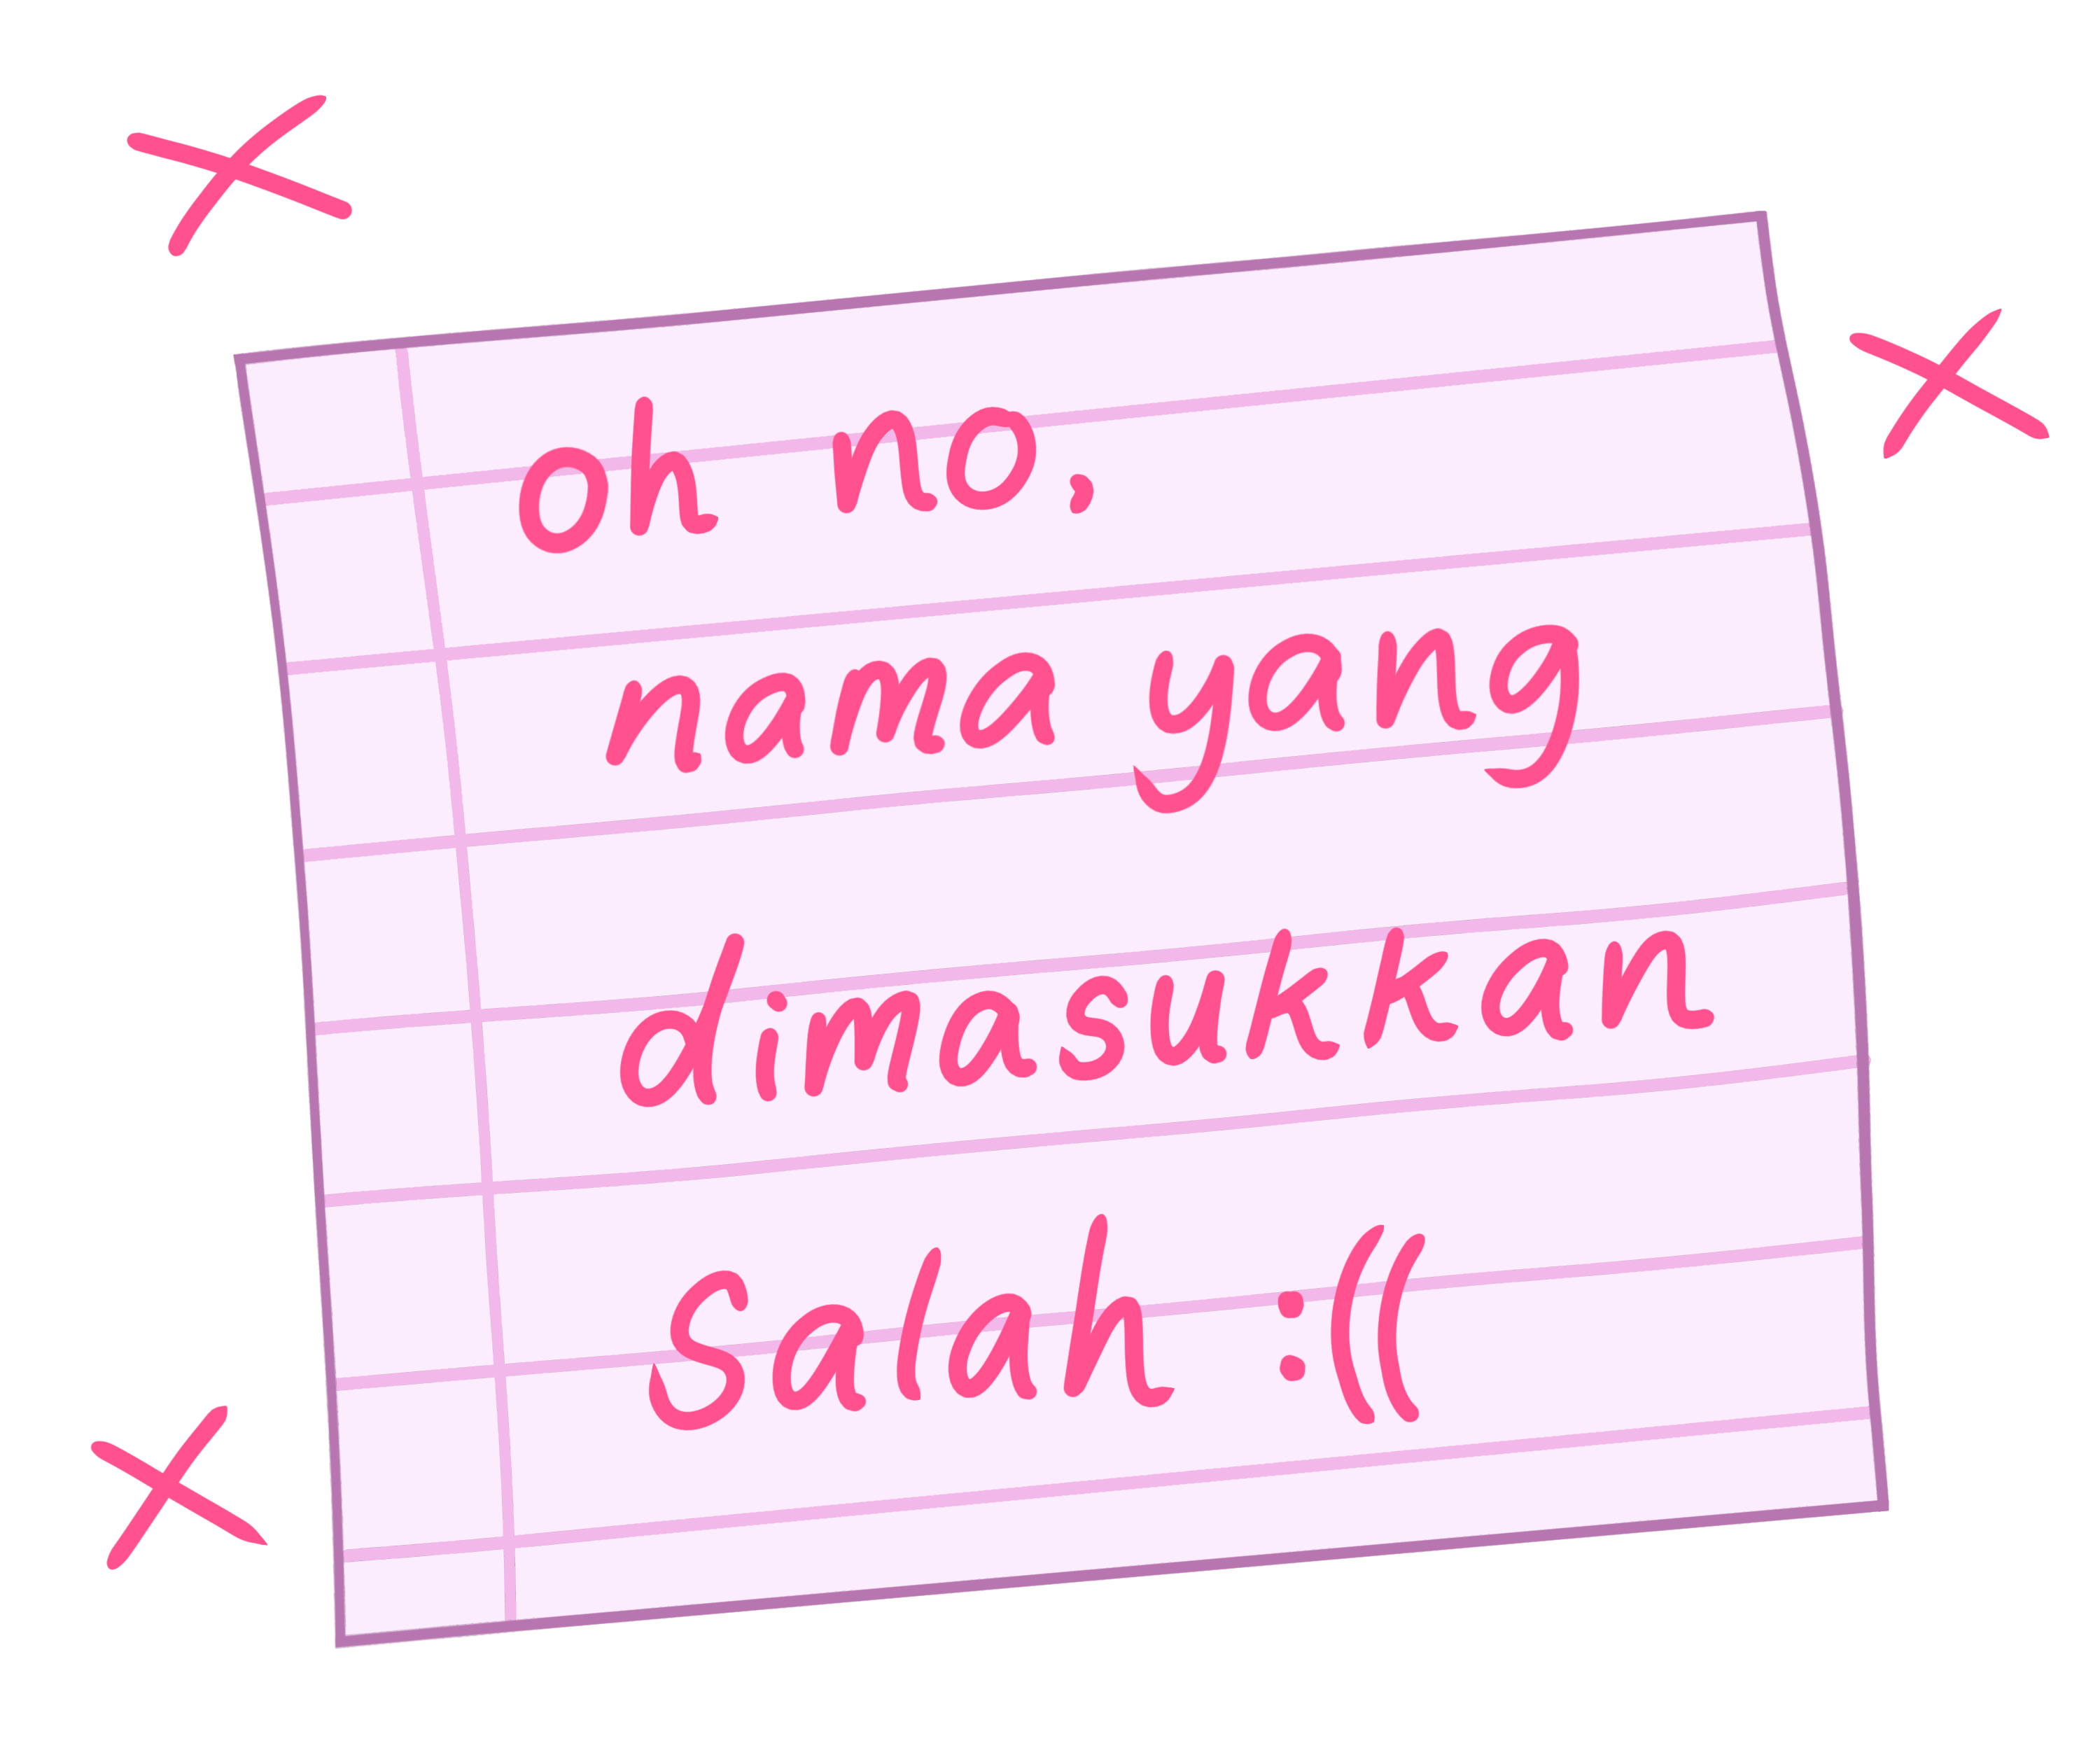 oh no,
nama yang
dimasukkan
Salah :((